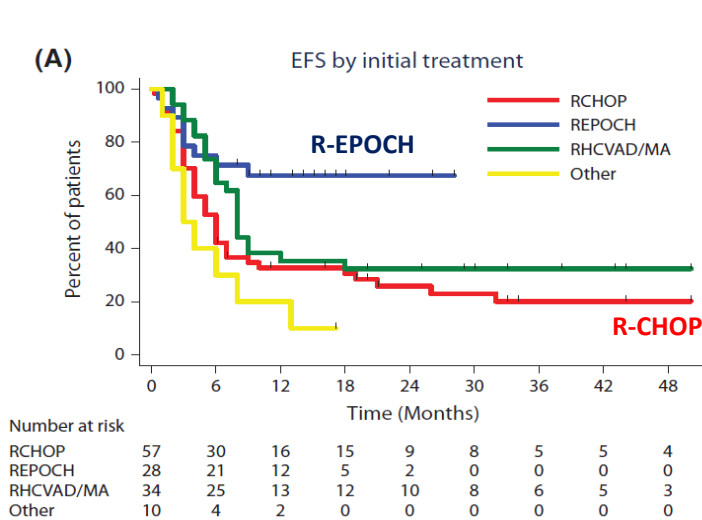 (A)
EFS by initial treatment
Percent of patients
100
80
60
40
20
0
RCHOP
REPOCH
RHCVAD/MA
Other
R-EPOCH
R-CHOP
0 6 12 18 24 30 36 42 48
Time (Months)
Number at risk
RCHOP 57 30 16 15 9 8 5 5 4
REPOCH 28 21 12 5 2 0 0 0 0
RHCVAD/MA 34 25 13 12 10 8 6 5 3
Other 10 4 2 0 0 0 0 0 0